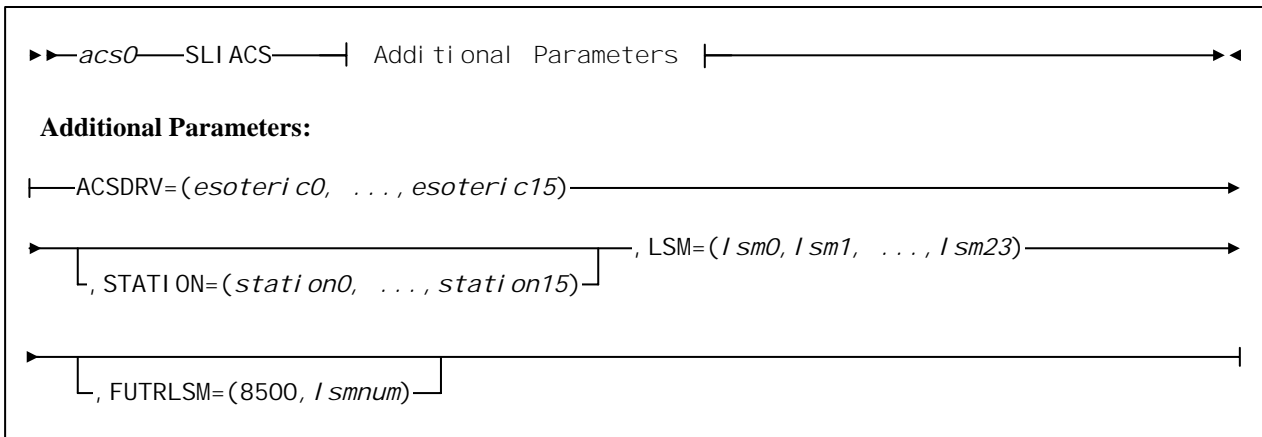 acs0 SLIACS Additional Parameters
Additional Parameters:
ACSDRV=(esoteric0, ...,esoteric15)
,LSM=(lsm0,lsm1, ...,lsm23)
,STATION=(station0, ...,station15)
,FUTRLSM=(8500,lsmnum)